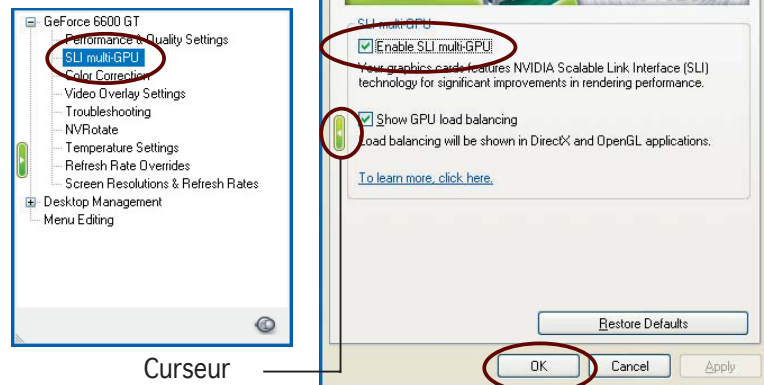 GeForce 6600 GT
Performance & Quality Settings
SLI multi-GPU
Color Correction
Video Overlay Settings
Troubleshooting
NVRotate
Temperature Settings
Refresh Rate Overrides
Screen Resolutions & Refresh Rates
Desktop Management
Menu Editing
SLI multi-GPU
Enable SLI multi-GPU
Your graphics cards features NVIDIA Scalable Link Interface (SLI)
technology for significant improvements in rendering performance.
Show GPU load balancing
Load balancing will be shown in DirectX and OpenGL applications.
To learn more, click here.
Restore Defaults
OK Cancel Apply
Curseur